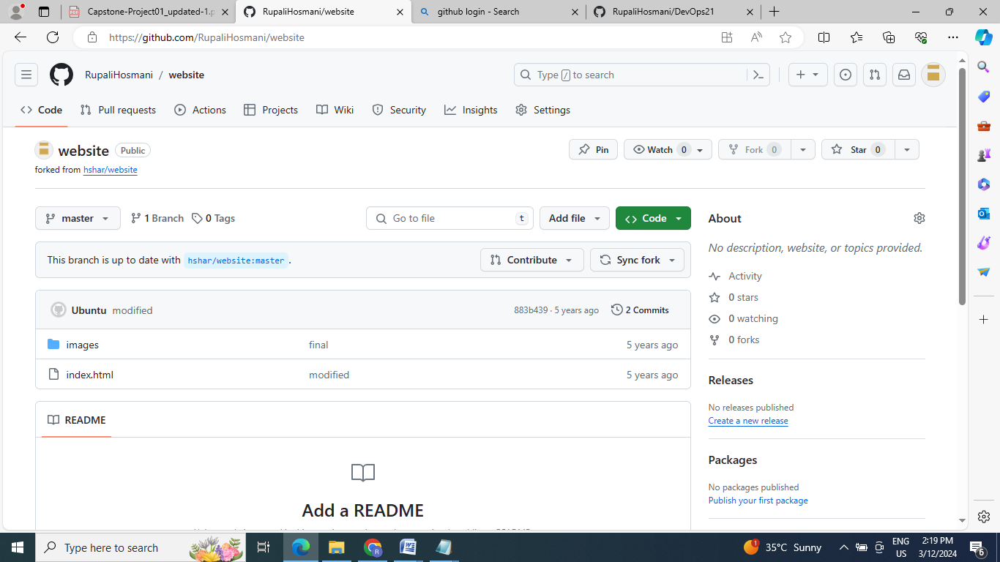 Capstone-Project01_updated-1.p
RupaliHosmani/website
github login - Search
RupaliHosmani/DevOps21
https://github.com/RupaliHosmani/website
RupaliHosmani / website
Type / to search
Code
Pull requests
Actions
Projects
Wiki
Security
Insights
Settings
website Public
forked from hshar/website
Pin
Watch 0
Fork 0
Star 0
master
1 Branch
0 Tags
Go to file t
Add file
Code
This branch is up to date with hshar/website:master .
Contribute
Sync fork
Ubuntu modified 883b439 · 5 years ago 2 Commits
images final 5 years ago
index.html modified 5 years ago
README
Add a README
About
No description, website, or topics provided.
Activity
0 stars
0 watching
0 forks
Releases
No releases published
Create a new release
Packages
No packages published
Publish your first package
Type here to search
1
R
35°C Sunny
ENG
US
2:19 PM
3/12/2024
6